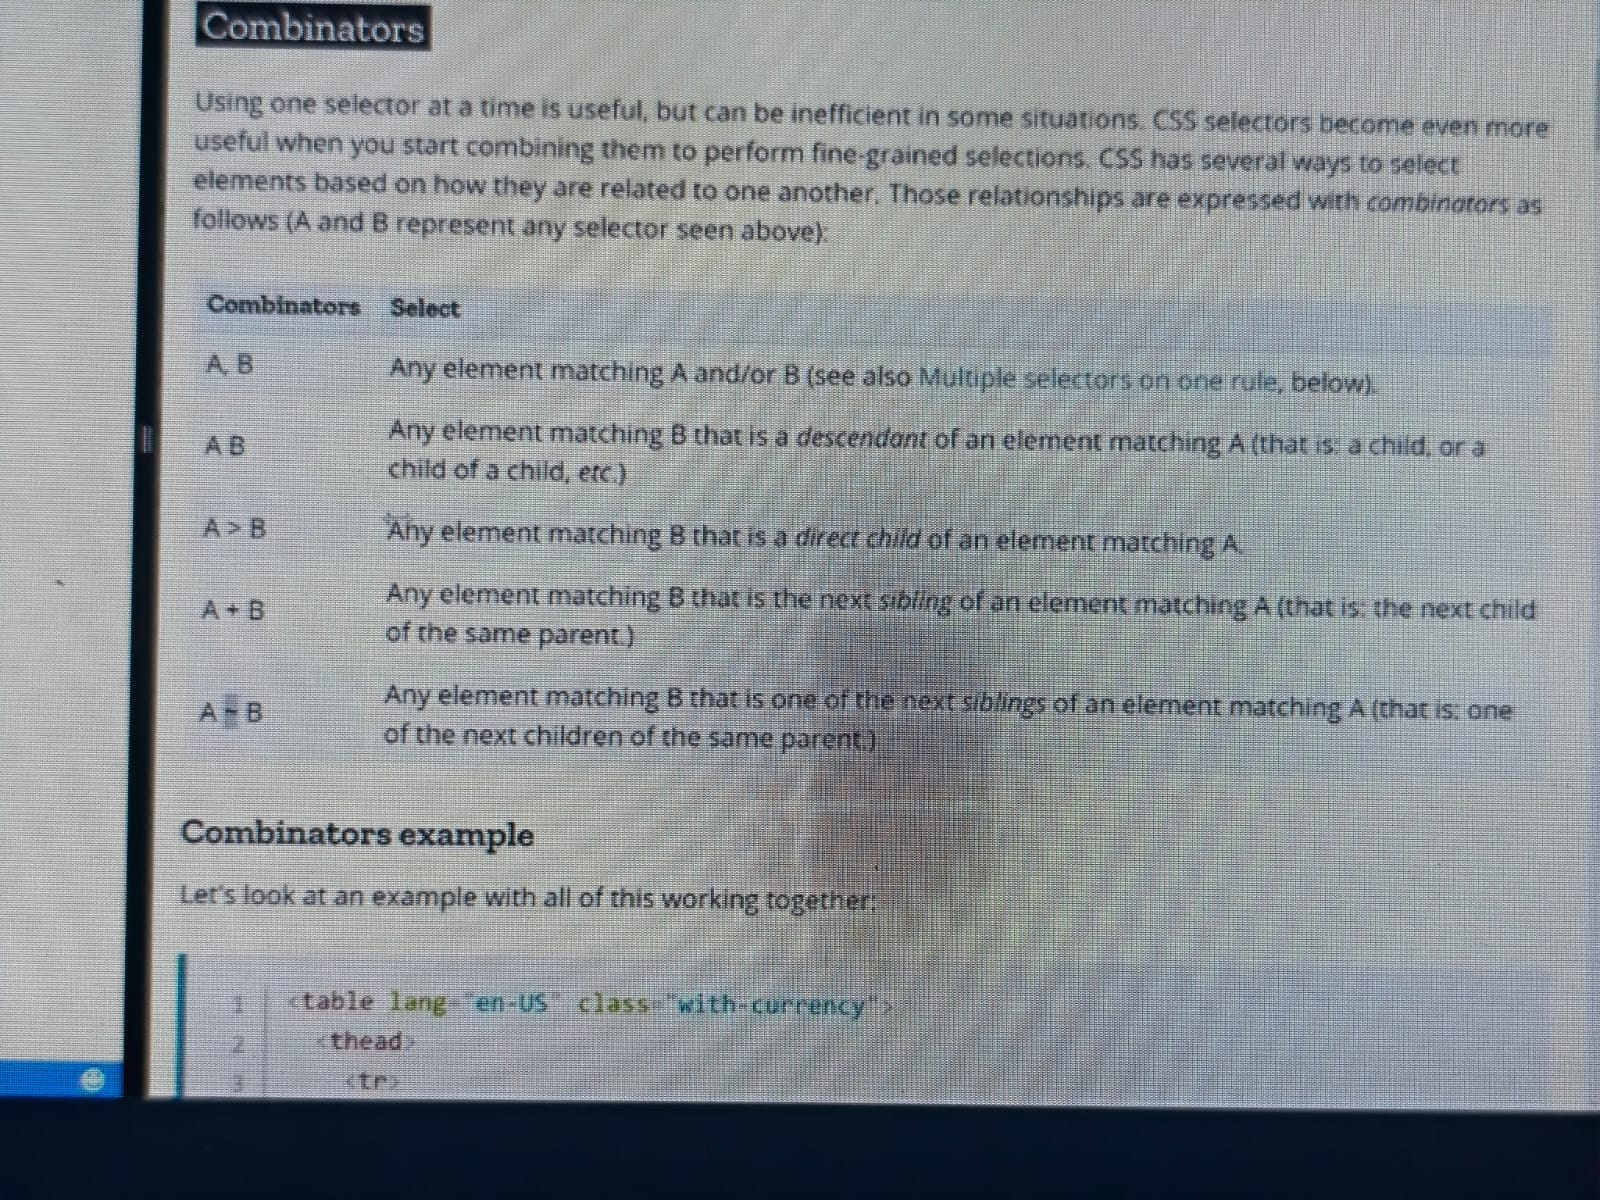 Combinators
Using one selector at a time is useful, but can be inefficient in some situations. CSS selectors become even more
useful when you start combining them to perform fine-grained selections. CSS has several ways to select
elements based on how they are related to one another. Those relationships are expressed with combinators as
follows (A and B represent any selector seen above):
Combinators Select
A, B Any element matching A and/or B (see also Multiple selectors on one rule, below).
A B Any element matching B that is a descendant of an element matching A (that is: a child, or a
child of a child, etc.)
A > B Any element matching B that is a direct child of an element matching A.
A + B Any element matching B that is the next sibling of an element matching A (that is: the next child
of the same parent.)
A ~ B Any element matching B that is one of the next siblings of an element matching A (that is: one
of the next children of the same parent.)
Combinators example
Let's look at an example with all of this working together:
1 <table lang="en-US" class="with-currency">
2 <thead>
3 <tr>